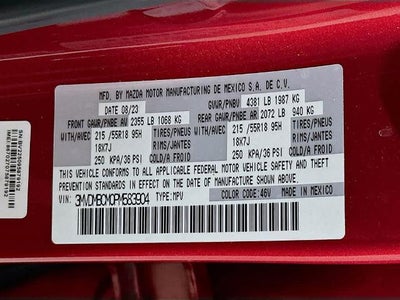 MFD. BY MAZDA MOTOR MANUFACTURING DE MEXICO S.A. DE C.V.
DATE 08/23 GVWR/PNBV 4381 LB 1987 KG
FRONT GAWR/PNBE AV 2355 LB 1068 KG REAR GAWR/PNBE AR 2072 LB 940 KG
WITH/AVEC 215 /55R18 95 TIRES/PNEUS WITH/AVEC 215 /55R18 95 TIRES/PNEUS
18X7J RIMS/JANTES 18X7J RIMS/JANTES
250 KPA/36 PSI COLD/A FROID 250 KPA/36 PSI COLD/A FROID
THIS VEHICLE CONFORMS TO ALL APPLICABLE FEDERAL MOTOR VEHICLE SAFETY AND THEFT
PREVENTION STANDARDS IN EFFECT ON THE DATE OF MANUFACTURE SHOWN ABOVE.
VIN: 3MVDMBCM0PM583904 TYPE:MPV
COLOR CODE:46V MADE IN MEXICO